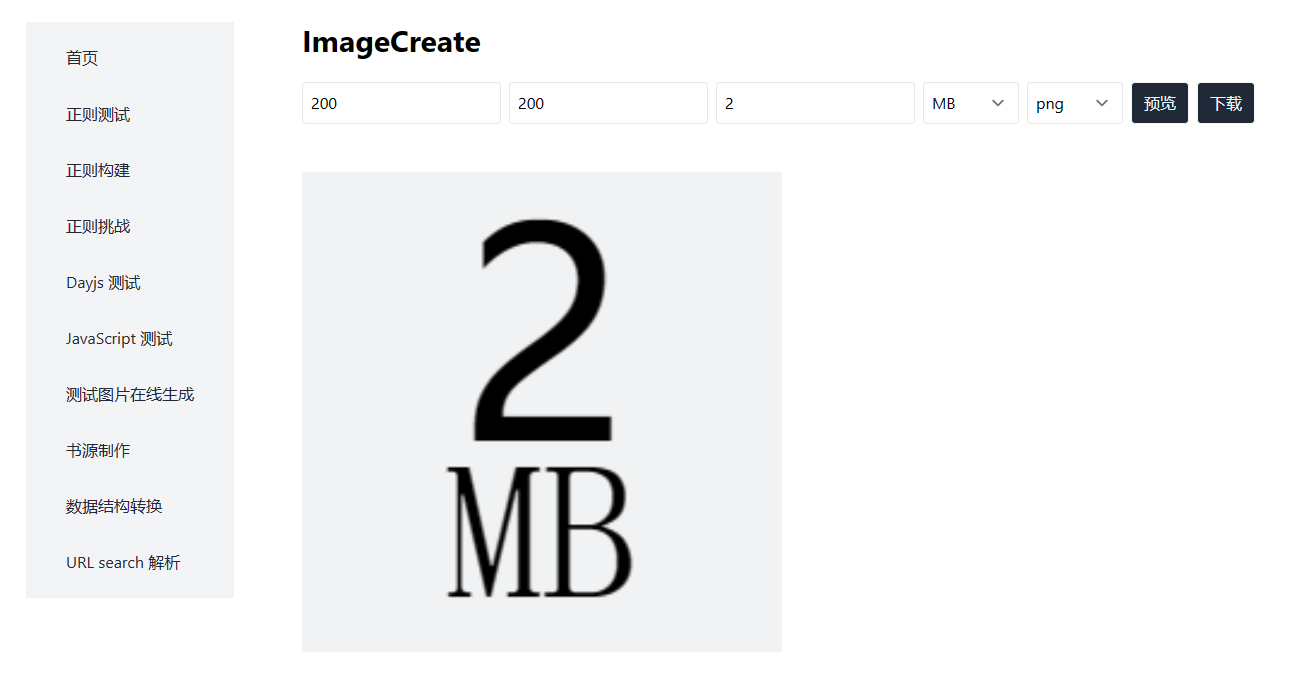 首页
正则测试
正则构建
正则挑战
Dayjs 测试
JavaScript 测试
测试图片在线生成
书源制作
数据结构转换
URL search 解析
ImageCreate
200 200 2 MB png 预览 下载
2
MB